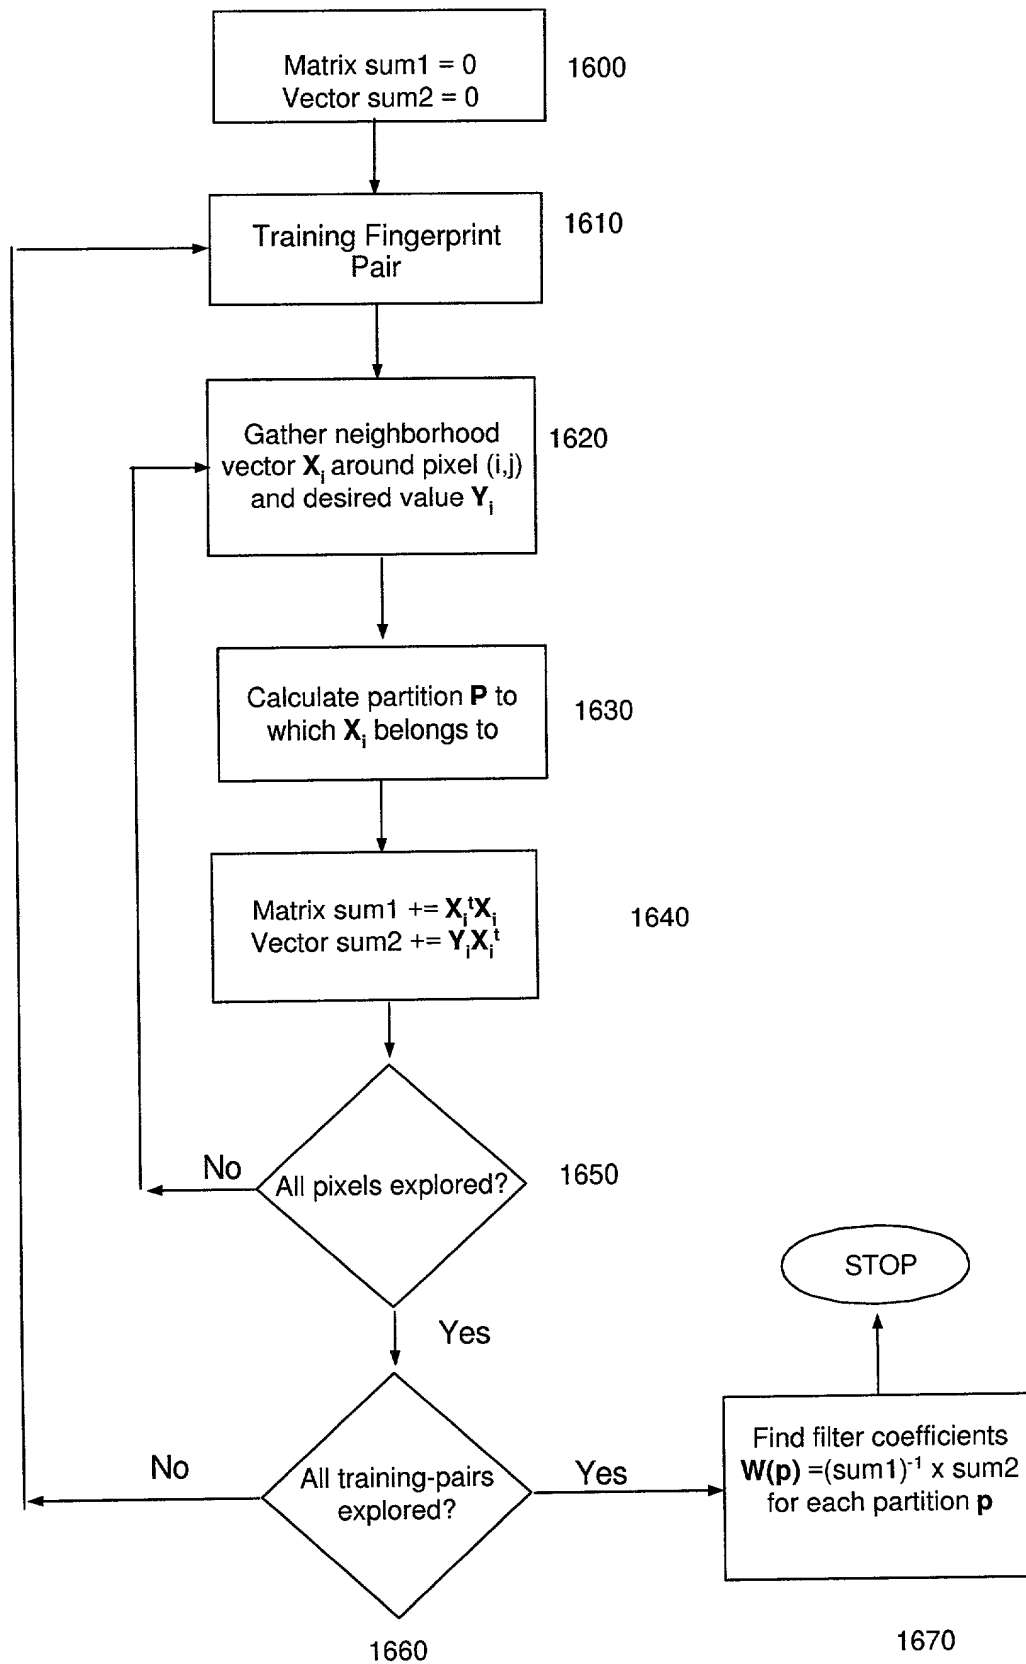 Matrix sum1 = 0
Vector sum2 = 0
1600
Training Fingerprint
Pair
1610
Gather neighborhood
vector Xᵢ around pixel (i,j)
and desired value Yᵢ
1620
Calculate partition P to
which Xᵢ belongs to
1630
Matrix sum1 += XᵢᵗXᵢ
Vector sum2 += YᵢXᵢᵗ
1640
All pixels explored?
1650
No
Yes
All training-pairs
explored?
1660
No
Yes
Find filter coefficients
W(p) =(sum1)⁻¹ x sum2
for each partition p
1670
STOP